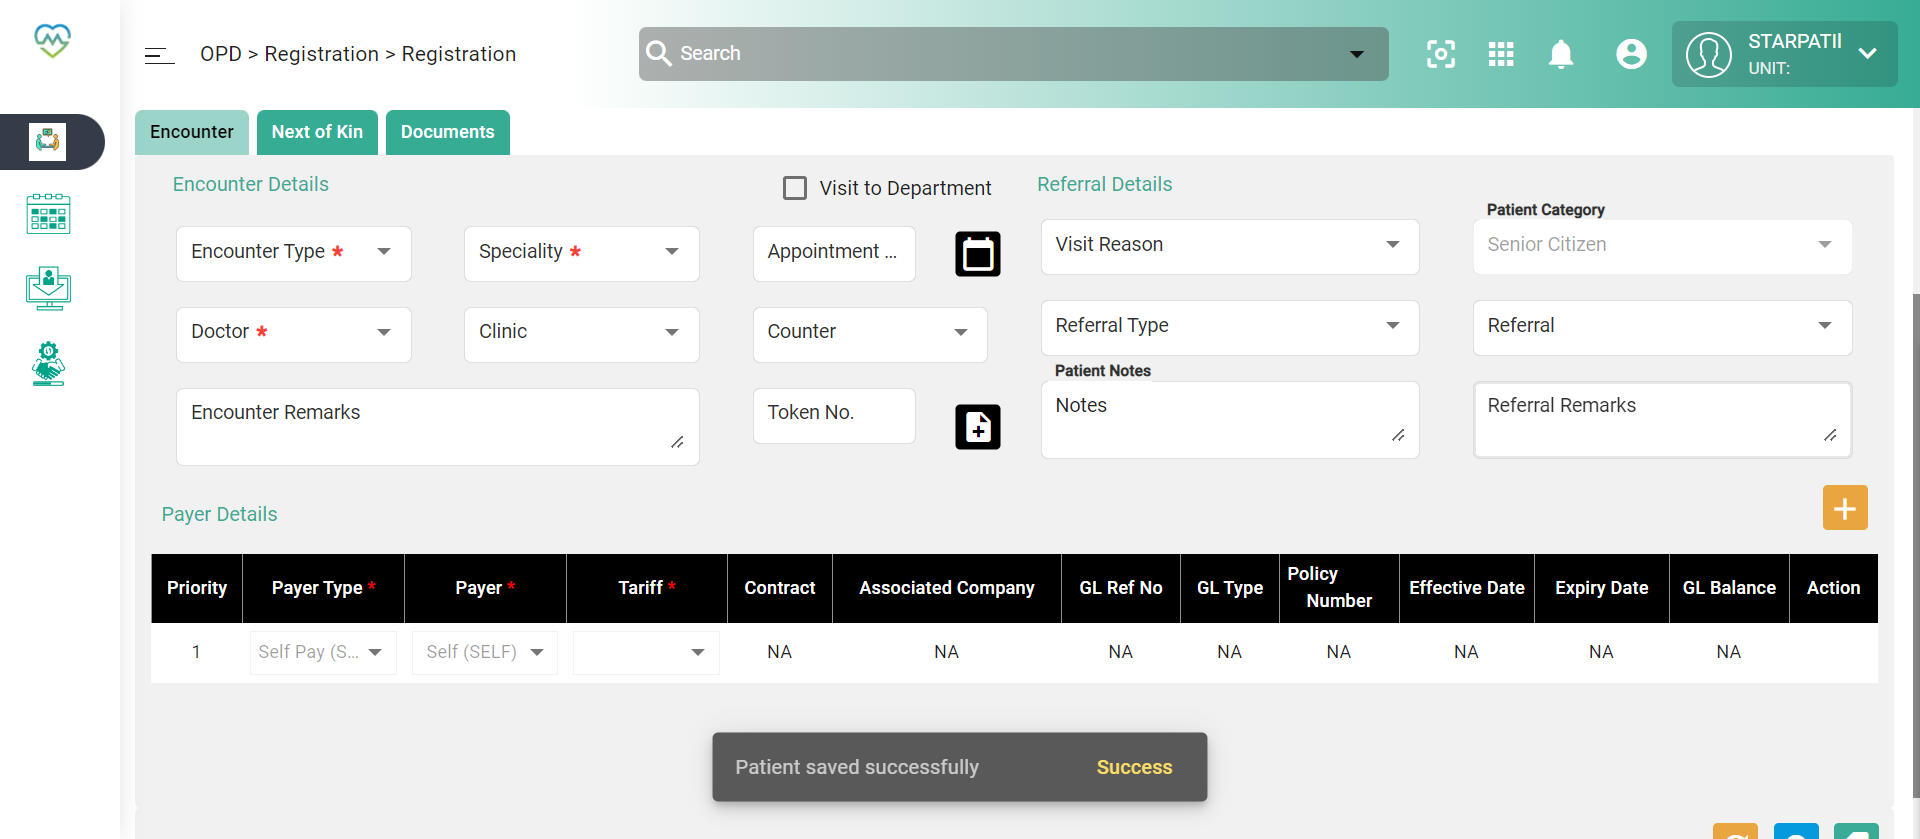 OPD > Registration > Registration
Search
STARPATIl
UNIT:
Encounter
Next of Kin
Documents
Encounter Details
Visit to Department
Referral Details
Patient Category
Encounter Type *
Speciality *
Appointment ...
Visit Reason
Senior Citizen
Doctor *
Clinic
Counter
Referral Type
Referral
Patient Notes
Encounter Remarks
Token No.
Notes
Referral Remarks
Payer Details
Priority
Payer Type *
Payer *
Tariff *
Contract
Associated Company
GL Ref No
GL Type
Policy
Number
Effective Date
Expiry Date
GL Balance
Action
1
Self Pay (S...
Self (SELF)
NA
NA
NA
NA
NA
NA
NA
NA
Patient saved successfully
Success